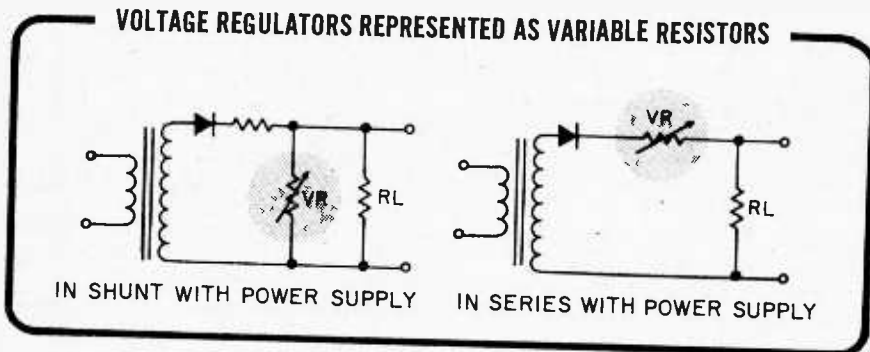 VOLTAGE REGULATORS REPRESENTED AS VARIABLE RESISTORS
VR
RL
IN SHUNT WITH POWER SUPPLY
VR
RL
IN SERIES WITH POWER SUPPLY